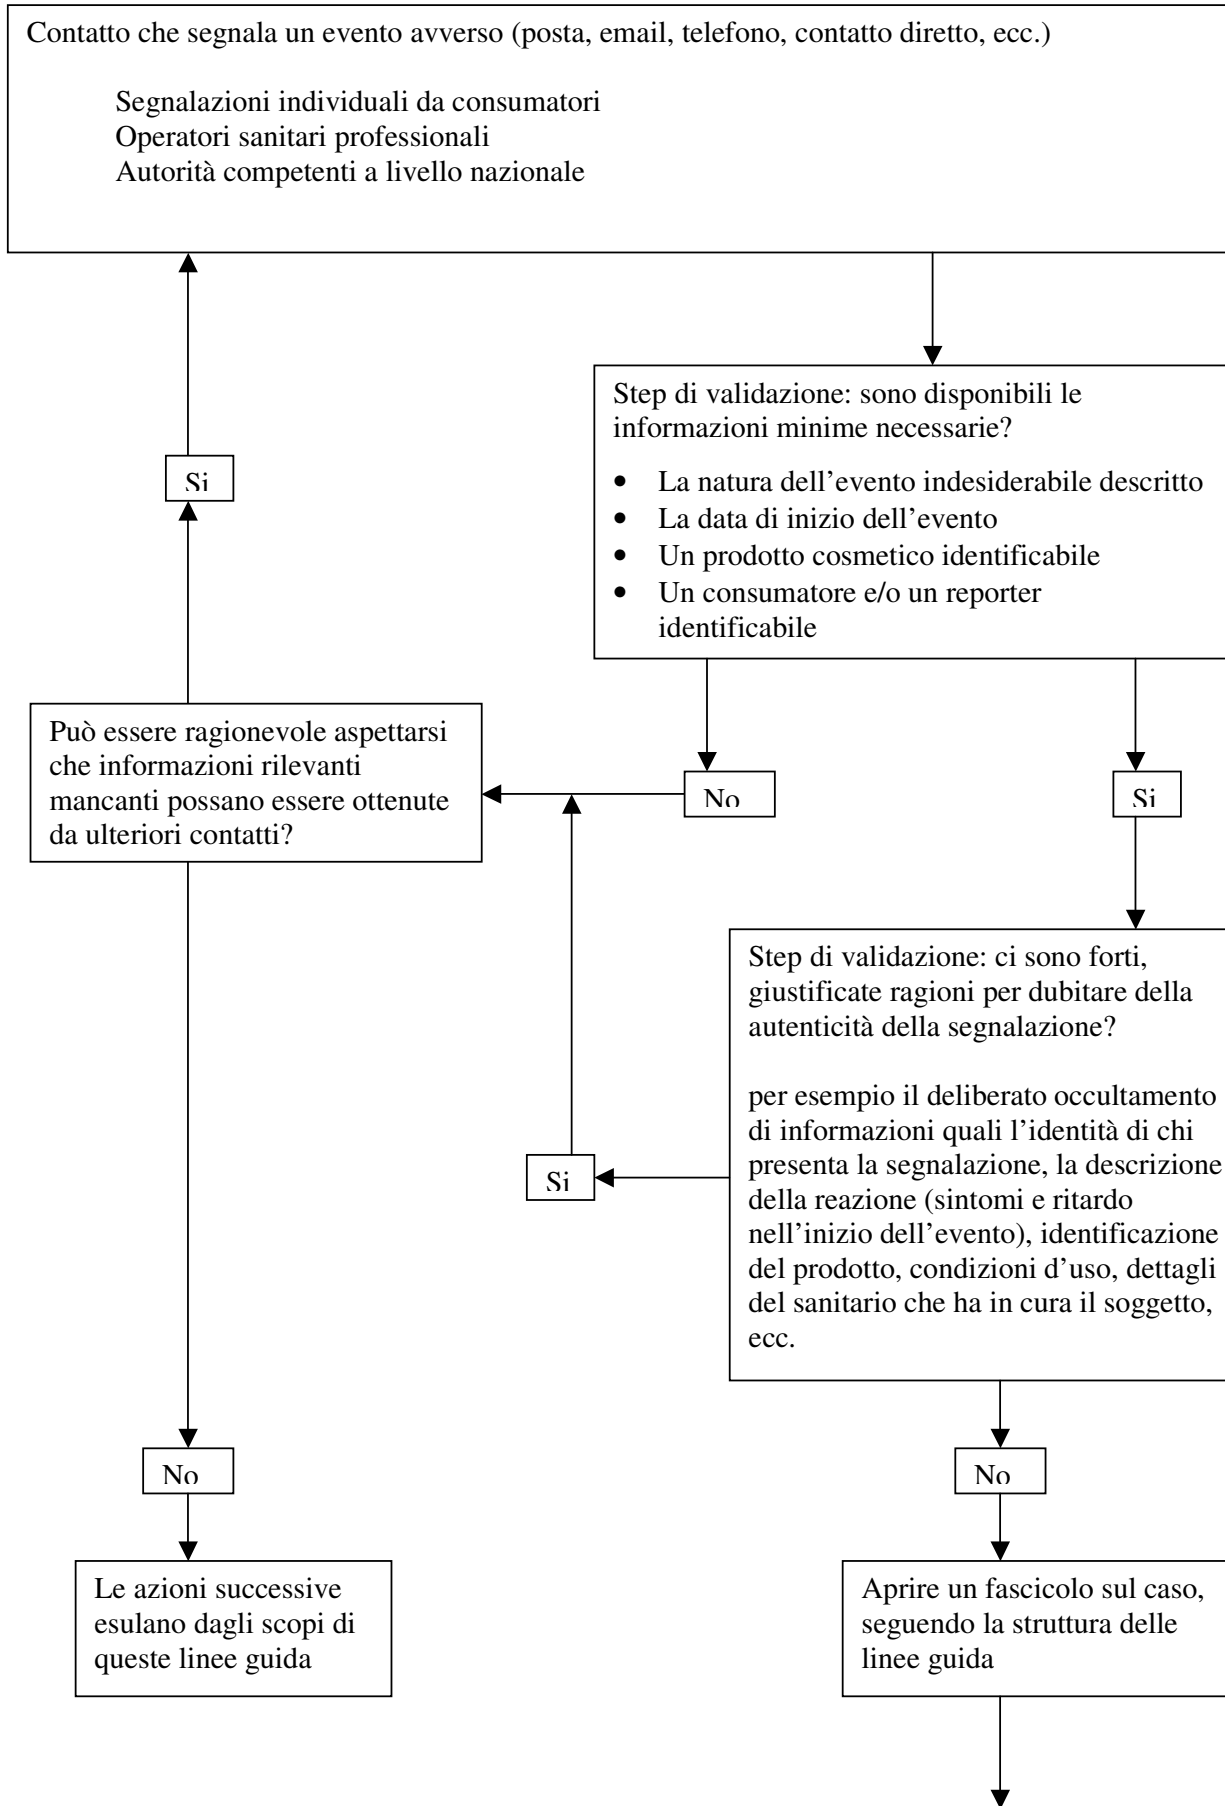 Contatto che segnala un evento avverso (posta, email, telefono, contatto diretto, ecc.)
Segnalazioni individuali da consumatori
Operatori sanitari professionali
Autorità competenti a livello nazionale
Step di validazione: sono disponibili le
informazioni minime necessarie?
• La natura dell’evento indesiderabile descritto
• La data di inizio dell’evento
• Un prodotto cosmetico identificabile
• Un consumatore e/o un reporter
identificabile
Si
Può essere ragionevole aspettarsi
che informazioni rilevanti
mancanti possano essere ottenute
da ulteriori contatti?
No
Si
Step di validazione: ci sono forti,
giustificate ragioni per dubitare della
autenticità della segnalazione?
per esempio il deliberato occultamento
di informazioni quali l’identità di chi
presenta la segnalazione, la descrizione
della reazione (sintomi e ritardo
nell’inizio dell’evento), identificazione
del prodotto, condizioni d’uso, dettagli
del sanitario che ha in cura il soggetto,
ecc.
Si
No
No
Le azioni successive
esulano dagli scopi di
queste linee guida
Aprire un fascicolo sul caso,
seguendo la struttura delle
linee guida